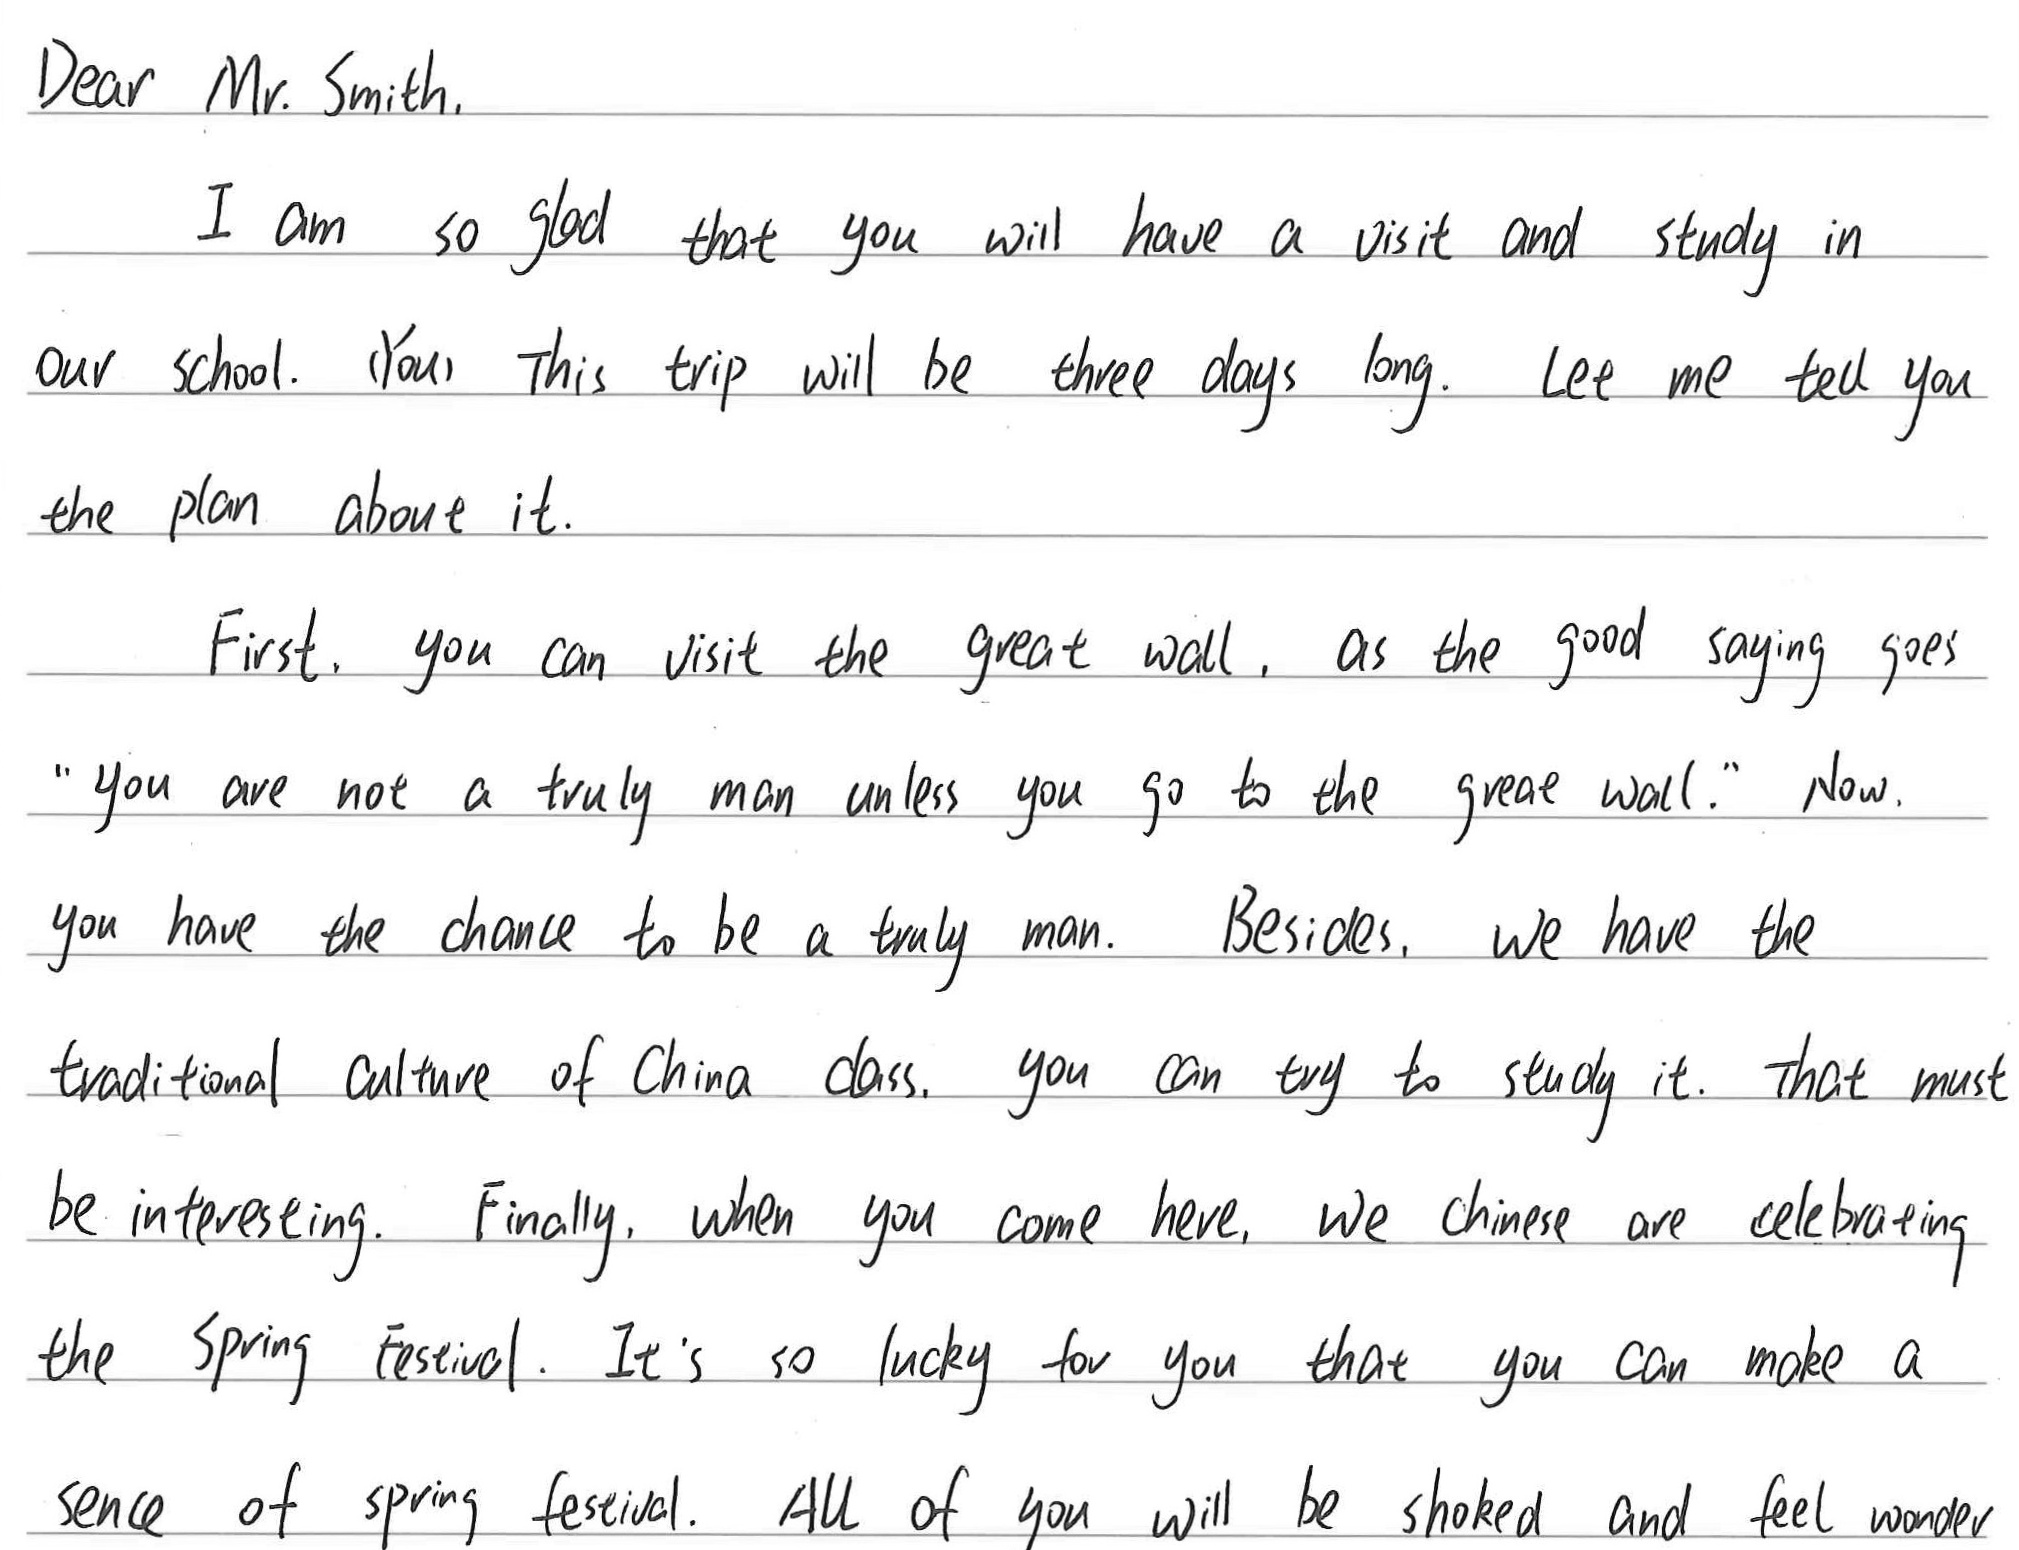 Dear Mr. Smith,
I am so glad that you will have a visit and study in
our school. (You) This trip will be three days long. Let me tell you
the plan about it.
First, you can visit the great wall, as the good saying goes
"you are not a truly man unless you go to the great wall." Now,
you have the chance to be a truly man. Besides, we have the
traditional culture of China class, you can try to study it. That must
be interesting. Finally, when you come here, we Chinese are celebrating
the Spring Festival. It's so lucky for you that you can make a
sence of spring festival. All of you will be shoked and feel wonder